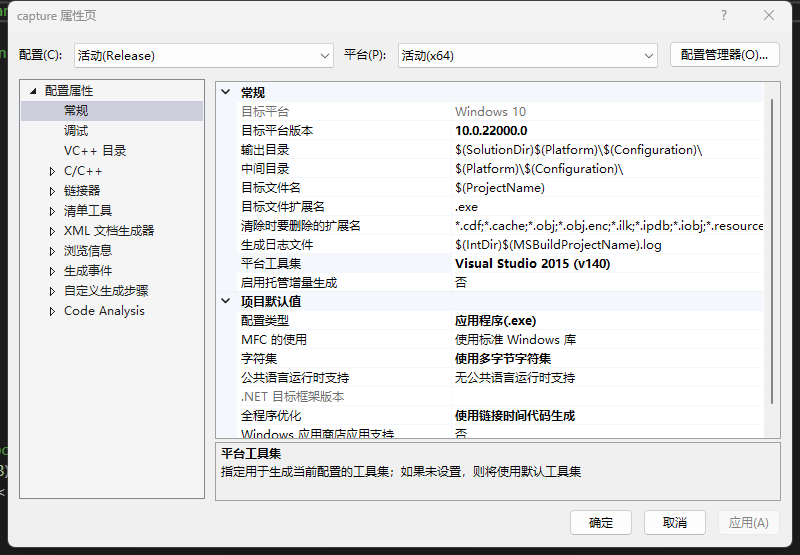 capture 属性页
配置(C): 活动(Release) 平台(P): 活动(x64) 配置管理器(O)...
配置属性
常规
调试
VC++ 目录
C/C++
链接器
清单工具
XML 文档生成器
浏览信息
生成事件
自定义生成步骤
Code Analysis
常规
目标平台 Windows 10
目标平台版本 10.0.22000.0
输出目录 $(SolutionDir)$(Platform)\$(Configuration)\
中间目录 $(Platform)\$(Configuration)\
目标文件名 $(ProjectName)
目标文件扩展名 .exe
清除时要删除的扩展名 *.cdf;*.cache;*.obj;*.obj.enc;*.ilk;*.ipdb;*.iobj;*.resource
生成日志文件 $(IntDir)$(MSBuildProjectName).log
平台工具集 Visual Studio 2015 (v140)
启用托管增量生成 否
项目默认值
配置类型 应用程序(.exe)
MFC 的使用 使用标准 Windows 库
字符集 使用多字节字符集
公共语言运行时支持 无公共语言运行时支持
.NET 目标框架版本
全程序优化 使用链接时间代码生成
Windows 应用商店应用支持 否
平台工具集
指定用于生成当前配置的工具集；如果未设置，则将使用默认工具集
确定 取消 应用(A)